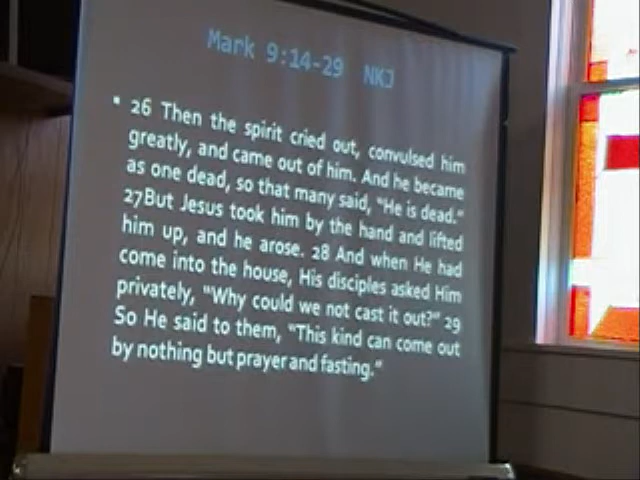 Mark 9:14-29 NKJ
• 26 Then the spirit cried out, convulsed him
greatly, and came out of him. And he became
as one dead, so that many said, "He is dead."
27But Jesus took him by the hand and lifted
him up, and he arose. 28 And when He had
come into the house, His disciples asked Him
privately, "Why could we not cast it out?" 29
So He said to them, "This kind can come out
by nothing but prayer and fasting."